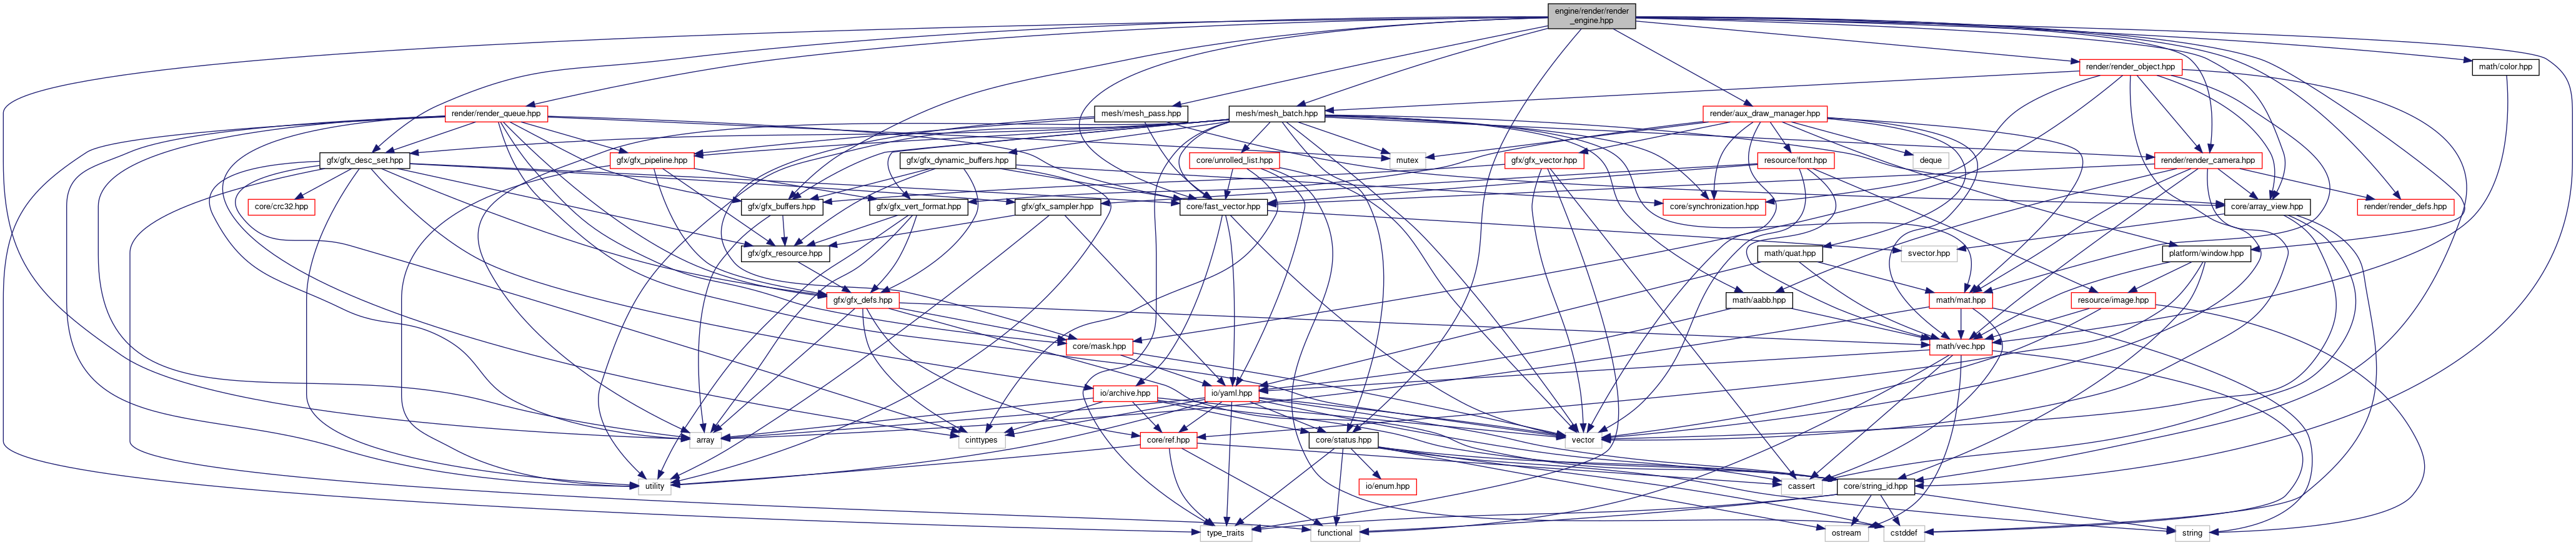 engine/render/render
_engine.hpp
render/render_object.hpp
math/color.hpp
render/render_queue.hpp
mesh/mesh_pass.hpp
mesh/mesh_batch.hpp
render/aux_draw_manager.hpp
gfx/gfx_desc_set.hpp
gfx/gfx_pipeline.hpp
gfx/gfx_dynamic_buffers.hpp
core/unrolled_list.hpp
mutex
gfx/gfx_vector.hpp
resource/font.hpp
deque
render/render_camera.hpp
core/crc32.hpp
gfx/gfx_buffers.hpp
gfx/gfx_vert_format.hpp
gfx/gfx_sampler.hpp
core/fast_vector.hpp
core/synchronization.hpp
core/array_view.hpp
render/render_defs.hpp
gfx/gfx_resource.hpp
math/quat.hpp
svector.hpp
platform/window.hpp
gfx/gfx_defs.hpp
math/aabb.hpp
math/mat.hpp
resource/image.hpp
core/mask.hpp
math/vec.hpp
io/archive.hpp
io/yaml.hpp
array
cinttypes
core/ref.hpp
core/status.hpp
vector
utility
io/enum.hpp
cassert
core/string_id.hpp
type_traits
functional
ostream
cstddef
string